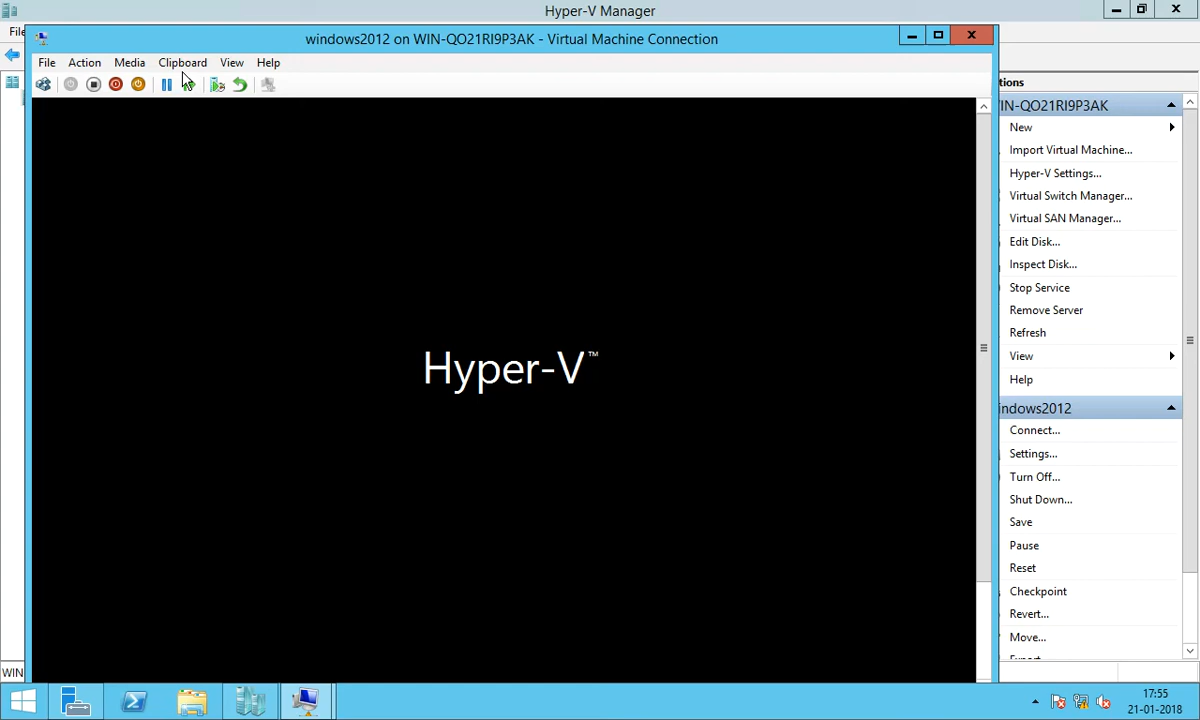 Hyper-V Manager
File
windows2012 on WIN-QO21RI9P3AK - Virtual Machine Connection
File Action Media Clipboard View Help
Hyper-V™
tions
IN-QO21RI9P3AK
New
Import Virtual Machine...
Hyper-V Settings...
Virtual Switch Manager...
Virtual SAN Manager...
Edit Disk...
Inspect Disk...
Stop Service
Remove Server
Refresh
View
Help
indows2012
Connect...
Settings...
Turn Off...
Shut Down...
Save
Pause
Reset
Checkpoint
Revert...
Move...
WIN
17:55
21-01-2018